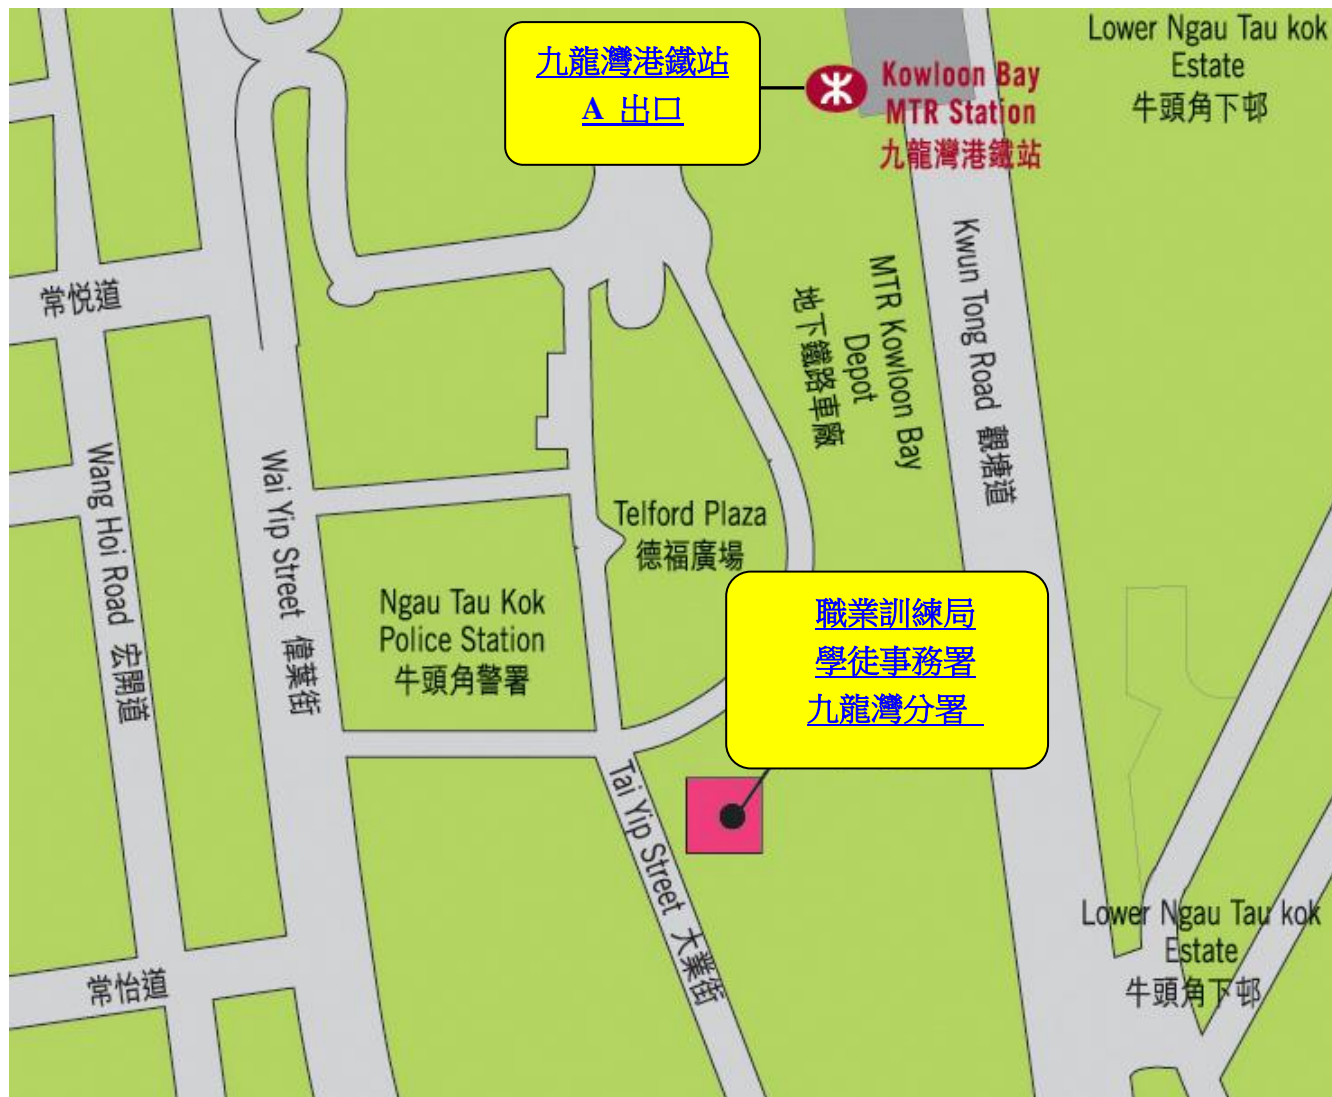 Lower Ngau Tau kok
Estate
牛頭角下邨
九龍灣港鐵站
A 出口
Kowloon Bay
MTR Station
九龍灣港鐵站
常悦道
Kwun Tong Road 觀塘道
MTR Kowloon Bay
Depot
地下鐵路車廠
Wang Hoi Road 宏開道
Wai Yip Street 偉業街
Telford Plaza
德福廣場
Ngau Tau Kok
Police Station
牛頭角警署
職業訓練局
學徒事務署
九龍灣分署
Tai Yip Street 大業街
Lower Ngau Tau kok
Estate
牛頭角下邨
常怡道